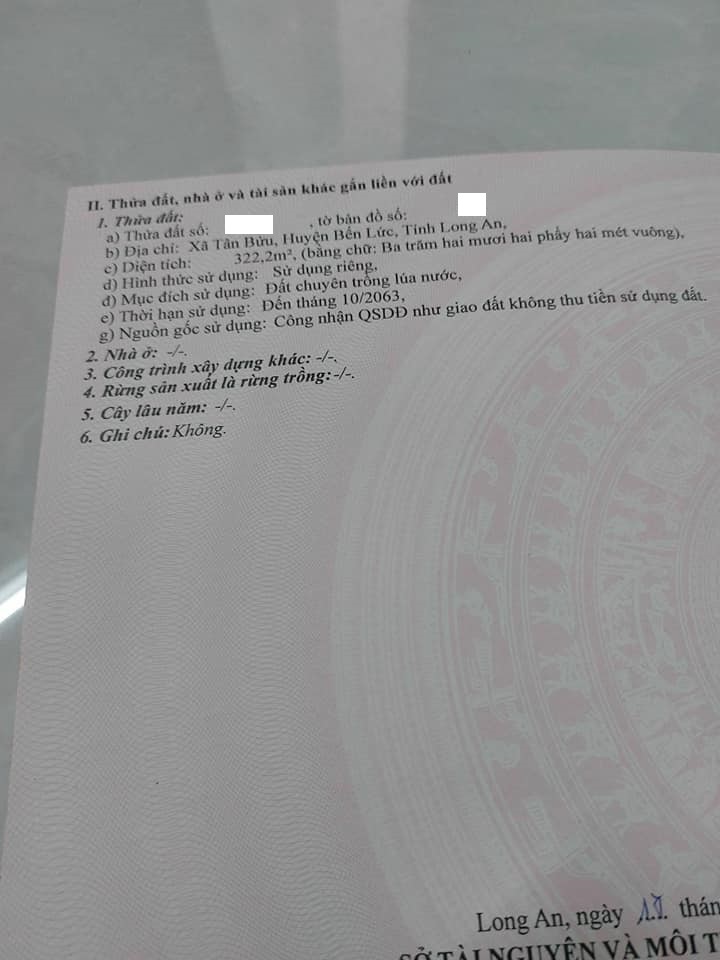 II. Thửa đất, nhà ở và tài sản khác gắn liền với đất
1. Thửa đất:
a) Thửa đất số: , tờ bản đồ số:
b) Địa chỉ: Xã Tân Bửu, Huyện Bến Lức, Tỉnh Long An,
c) Diện tích: 322,2m², (bằng chữ: Ba trăm hai mươi hai phẩy hai mét vuông),
d) Hình thức sử dụng: Sử dụng riêng,
đ) Mục đích sử dụng: Đất chuyên trồng lúa nước,
e) Thời hạn sử dụng: Đến tháng 10/2063,
g) Nguồn gốc sử dụng: Công nhận QSDĐ như giao đất không thu tiền sử dụng đất.
2. Nhà ở: -/-.
3. Công trình xây dựng khác: -/-.
4. Rừng sản xuất là rừng trồng: -/-.
5. Cây lâu năm: -/-.
6. Ghi chú: Không.
Long An, ngày thán
SỞ TÀI NGUYÊN VÀ MÔI T